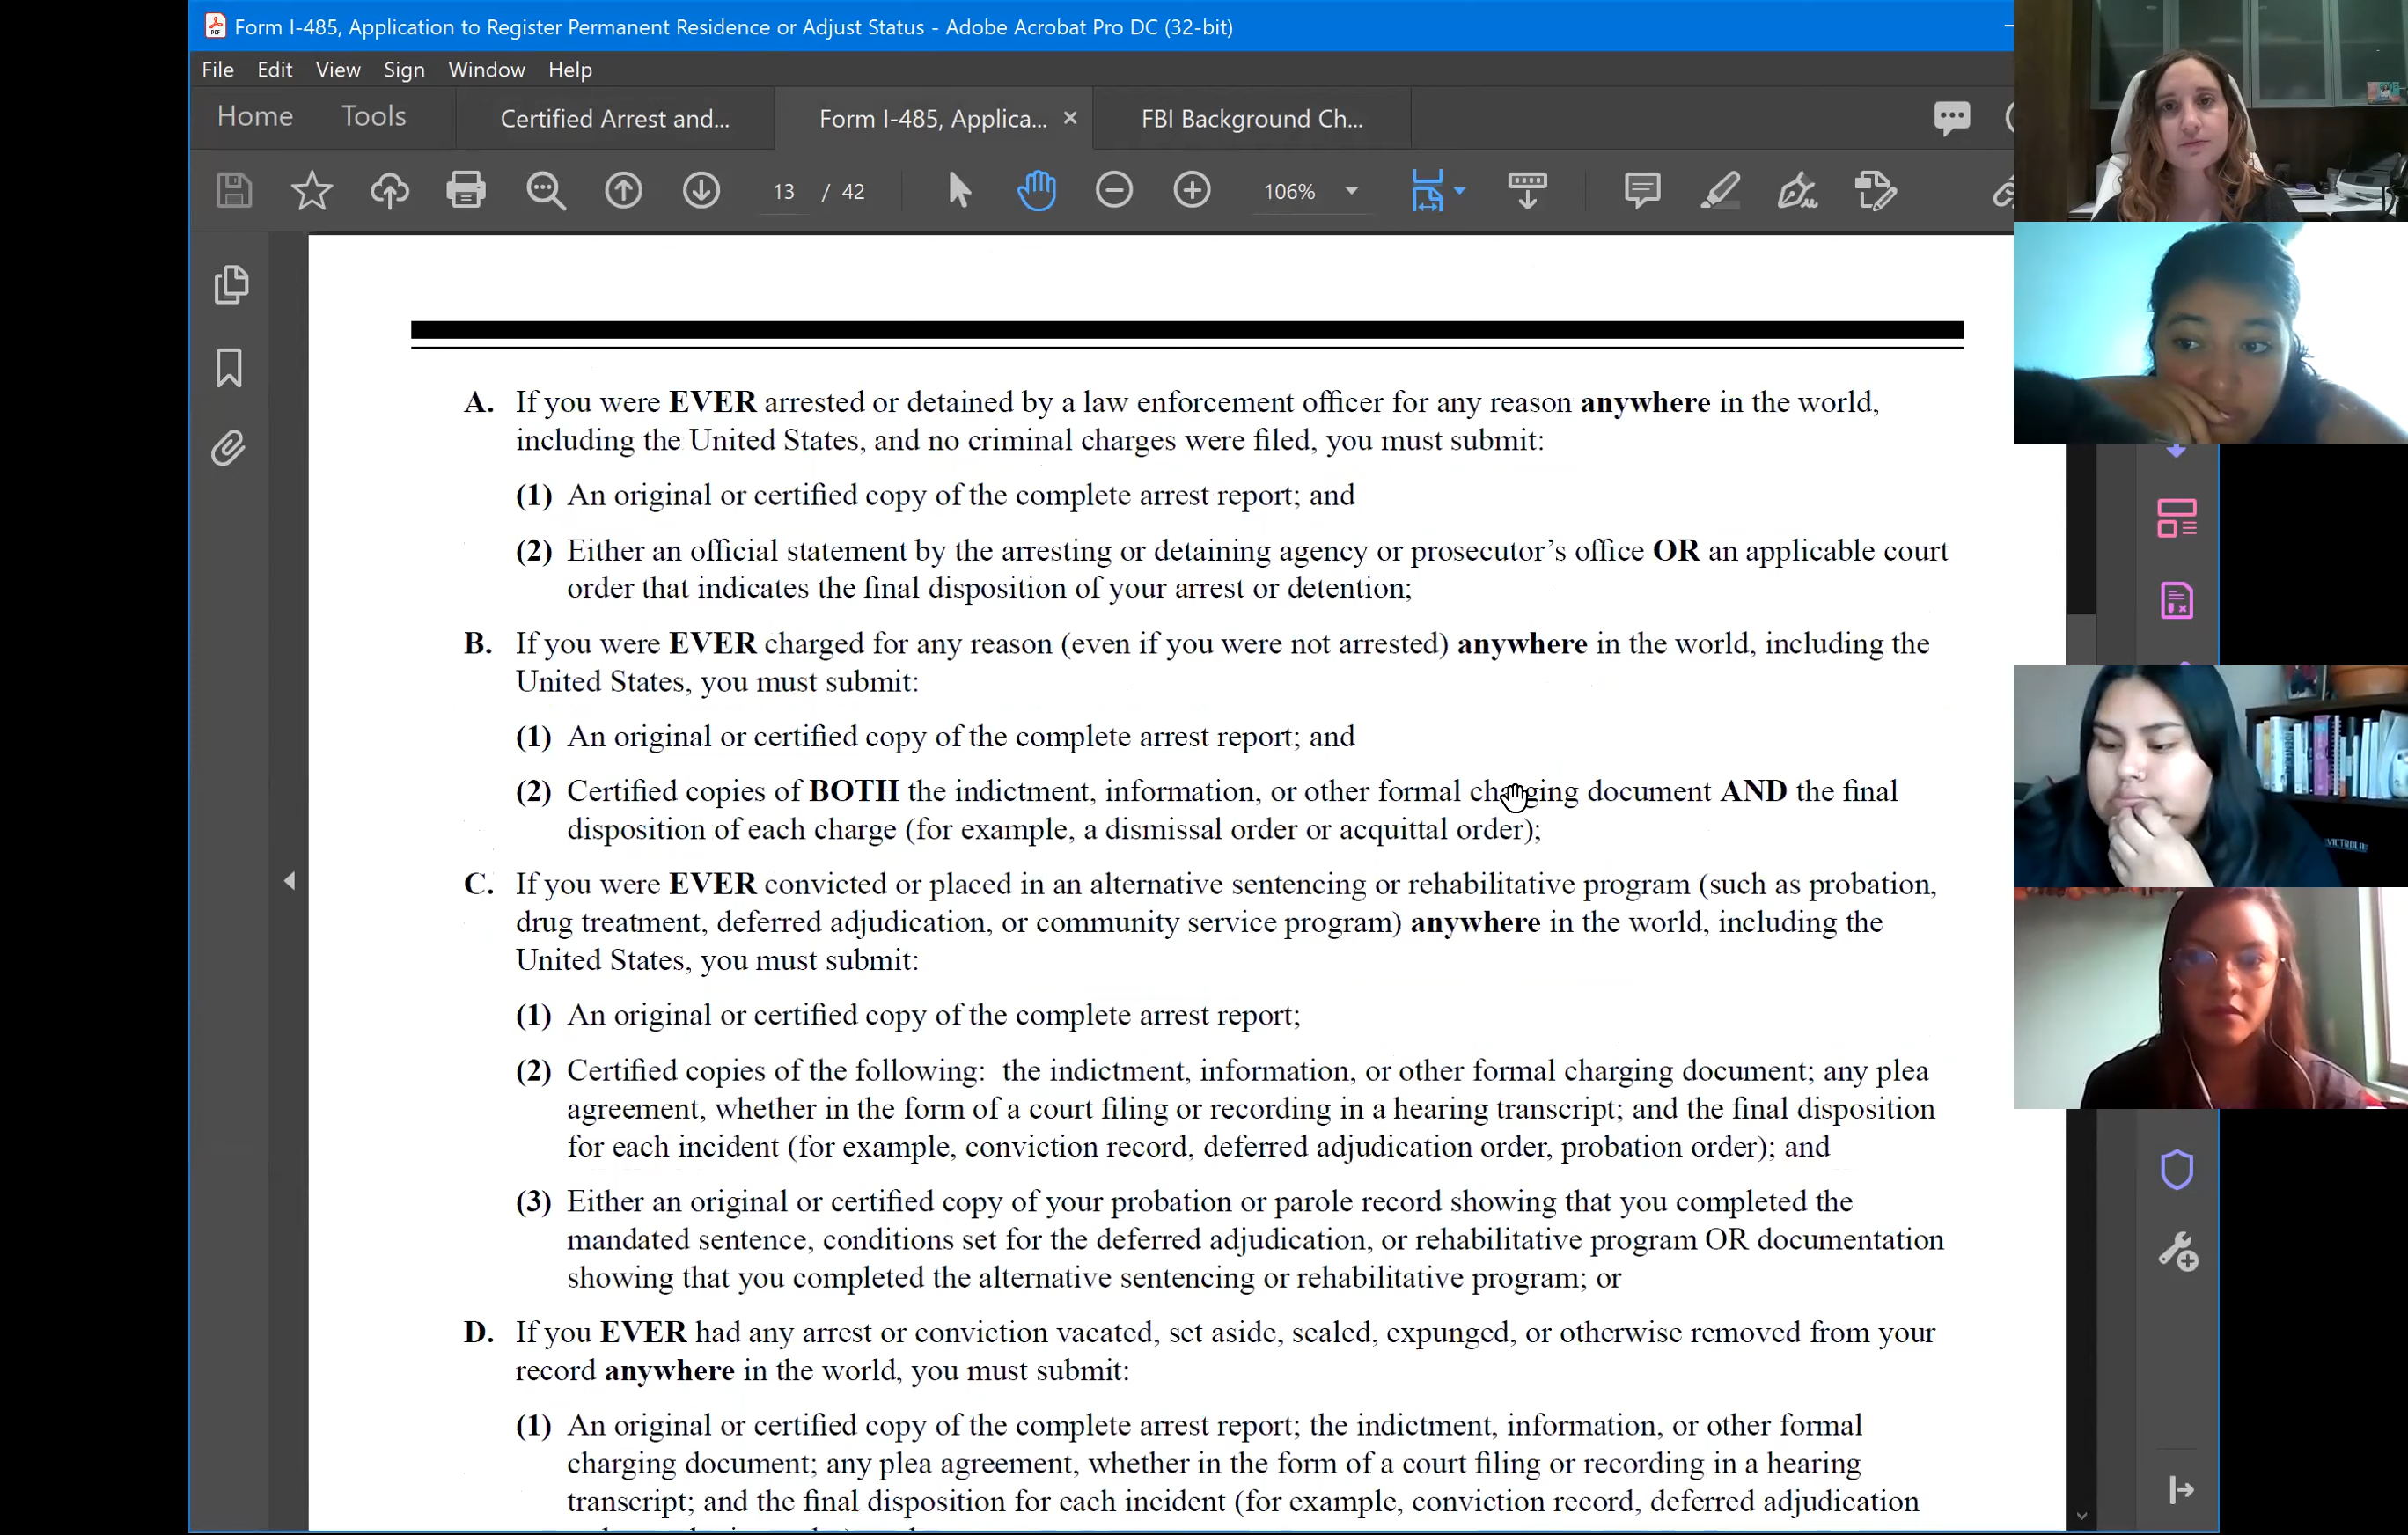 Form I-485, Application to Register Permanent Residence or Adjust Status - Adobe Acrobat Pro DC (32-bit)
File Edit View Sign Window Help
Home Tools Certified Arrest and... Form I-485, Applica... × FBI Background Ch...
13 / 42 106%
A. If you were EVER arrested or detained by a law enforcement officer for any reason anywhere in the world,
including the United States, and no criminal charges were filed, you must submit:
(1) An original or certified copy of the complete arrest report; and
(2) Either an official statement by the arresting or detaining agency or prosecutor's office OR an applicable court
order that indicates the final disposition of your arrest or detention;
B. If you were EVER charged for any reason (even if you were not arrested) anywhere in the world, including the
United States, you must submit:
(1) An original or certified copy of the complete arrest report; and
(2) Certified copies of BOTH the indictment, information, or other formal charging document AND the final
disposition of each charge (for example, a dismissal order or acquittal order);
C. If you were EVER convicted or placed in an alternative sentencing or rehabilitative program (such as probation,
drug treatment, deferred adjudication, or community service program) anywhere in the world, including the
United States, you must submit:
(1) An original or certified copy of the complete arrest report;
(2) Certified copies of the following: the indictment, information, or other formal charging document; any plea
agreement, whether in the form of a court filing or recording in a hearing transcript; and the final disposition
for each incident (for example, conviction record, deferred adjudication order, probation order); and
(3) Either an original or certified copy of your probation or parole record showing that you completed the
mandated sentence, conditions set for the deferred adjudication, or rehabilitative program OR documentation
showing that you completed the alternative sentencing or rehabilitative program; or
D. If you EVER had any arrest or conviction vacated, set aside, sealed, expunged, or otherwise removed from your
record anywhere in the world, you must submit:
(1) An original or certified copy of the complete arrest report; the indictment, information, or other formal
charging document; any plea agreement, whether in the form of a court filing or recording in a hearing
transcript; and the final disposition for each incident (for example, conviction record, deferred adjudication
VICTROLA